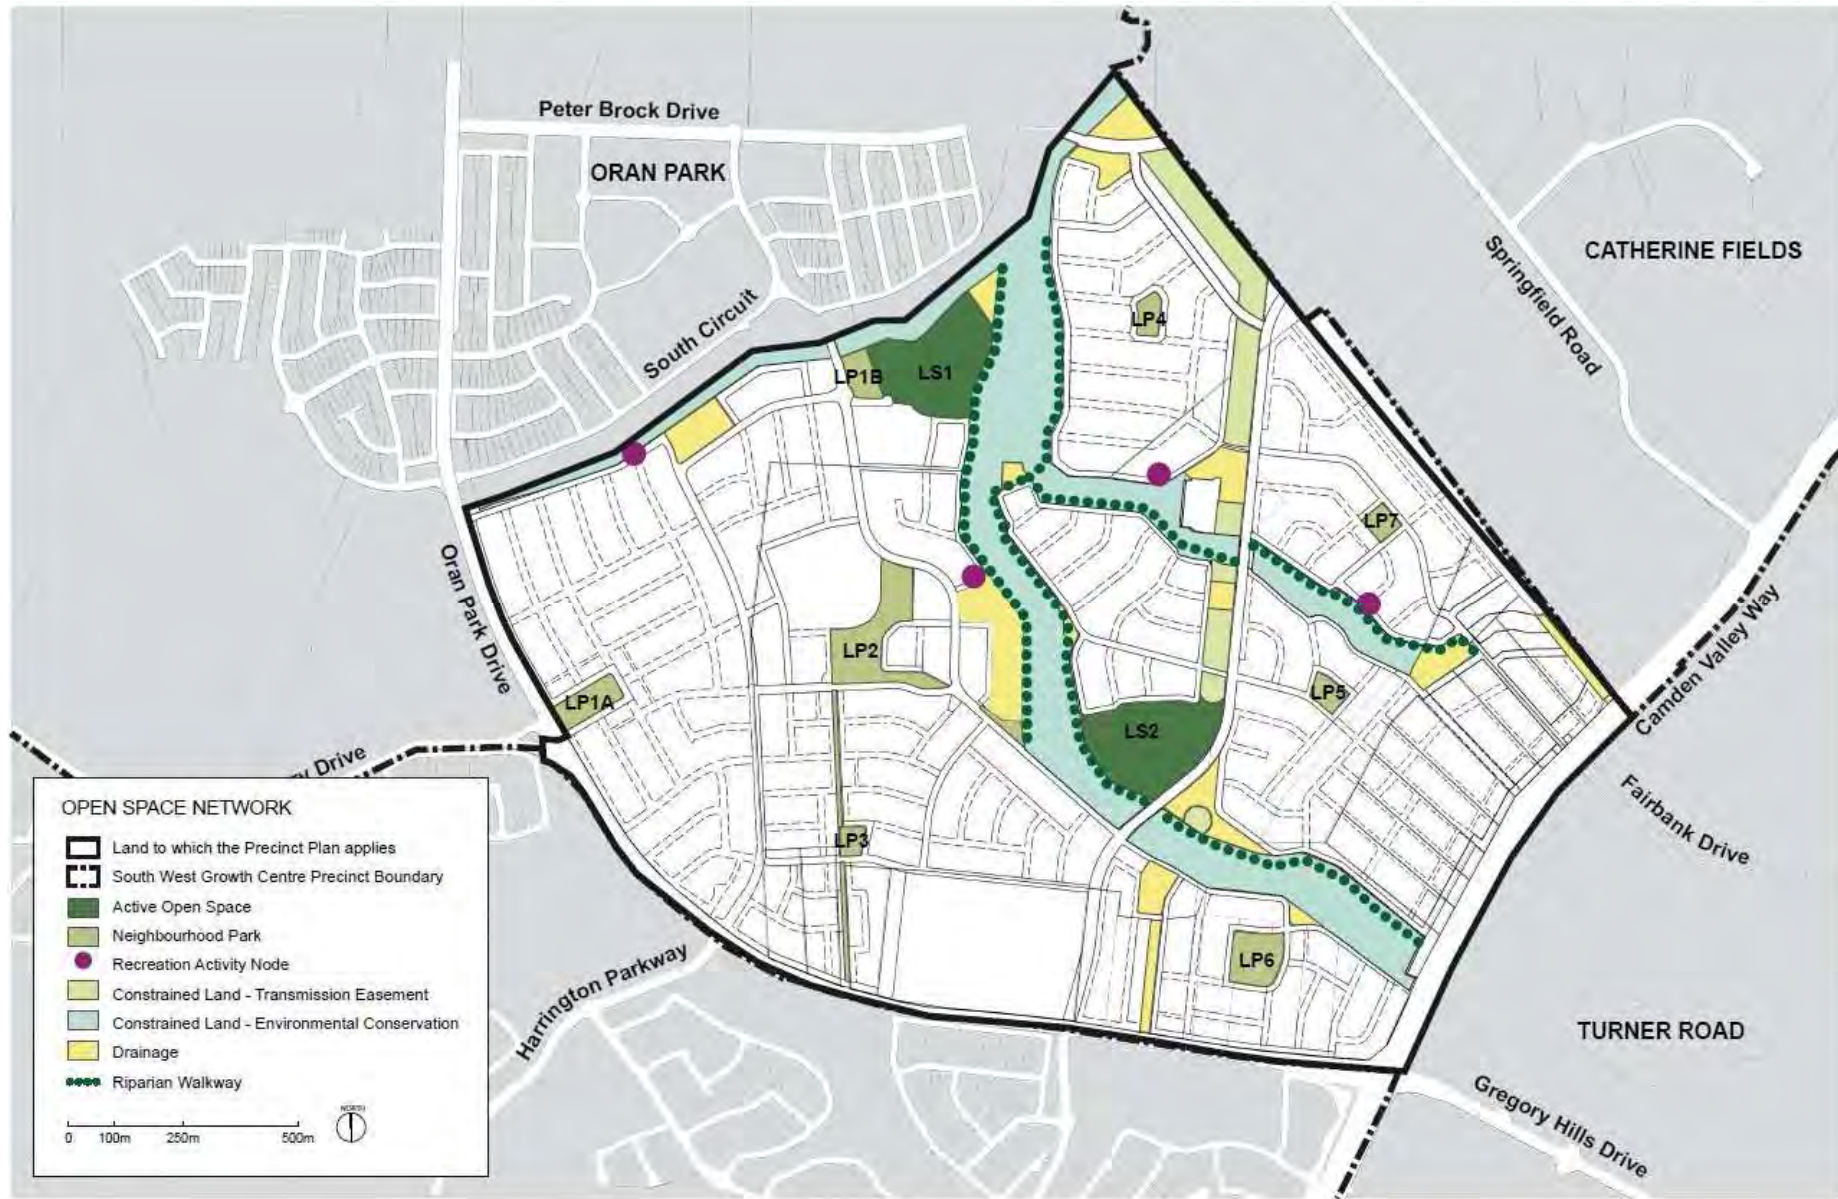 Peter Brock Drive
ORAN PARK
CATHERINE FIELDS
Springfield Road
South Circuit
LP4
LP1B
LS1
LP7
Oran Park Drive
LP2
LP5
LP1A
LS2
Camden Valley Way
Fairbank Drive
ry Drive
LP3
LP6
Harrington Parkway
TURNER ROAD
Gregory Hills Drive
OPEN SPACE NETWORK
Land to which the Precinct Plan applies
South West Growth Centre Precinct Boundary
Active Open Space
Neighbourhood Park
Recreation Activity Node
Constrained Land - Transmission Easement
Constrained Land - Environmental Conservation
Drainage
Riparian Walkway
NORTH
0 100m 250m 500m